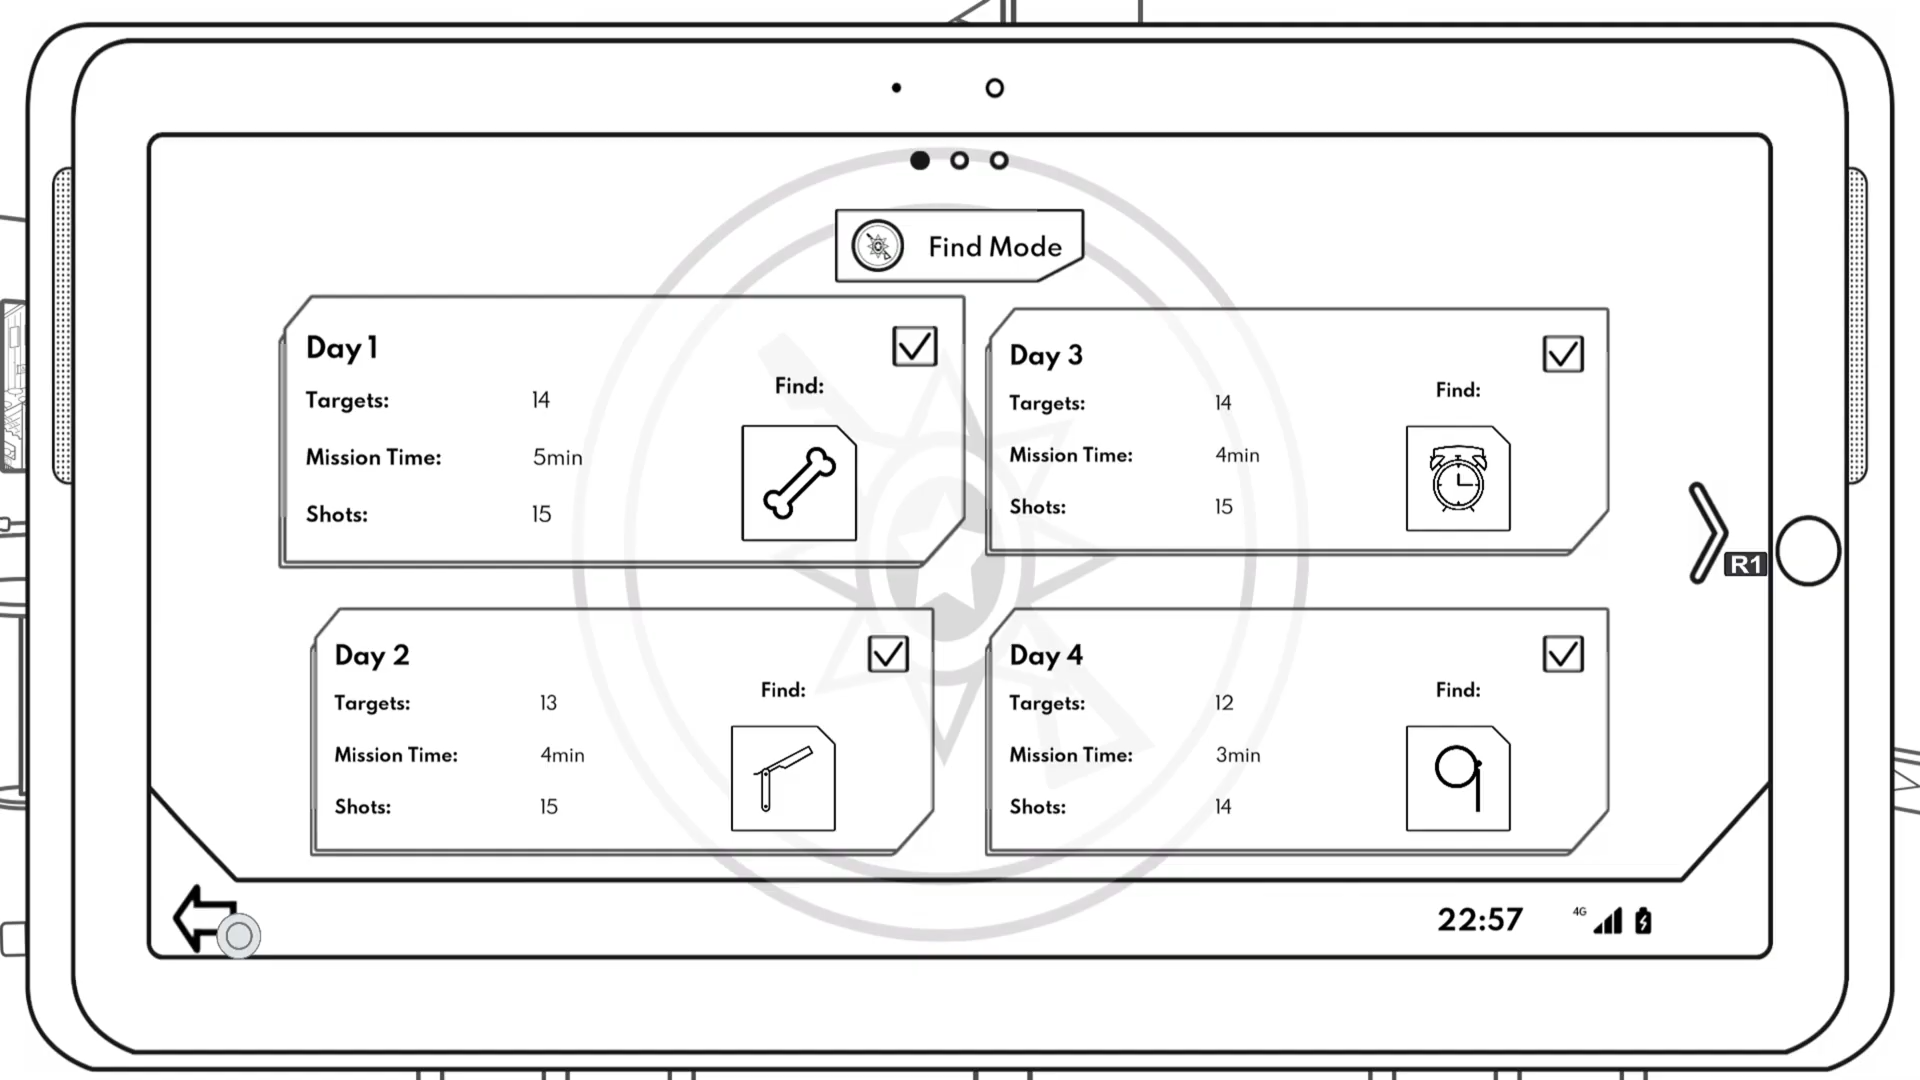 Find Mode
Day 1
Targets: 14
Find:
Mission Time: 5min
Shots: 15
Day 3
Targets: 14
Find:
Mission Time: 4min
Shots: 15
R1
Day 2
Targets: 13
Find:
Mission Time: 4min
Shots: 15
Day 4
Targets: 12
Find:
Mission Time: 3min
Shots: 14
22:57 4G